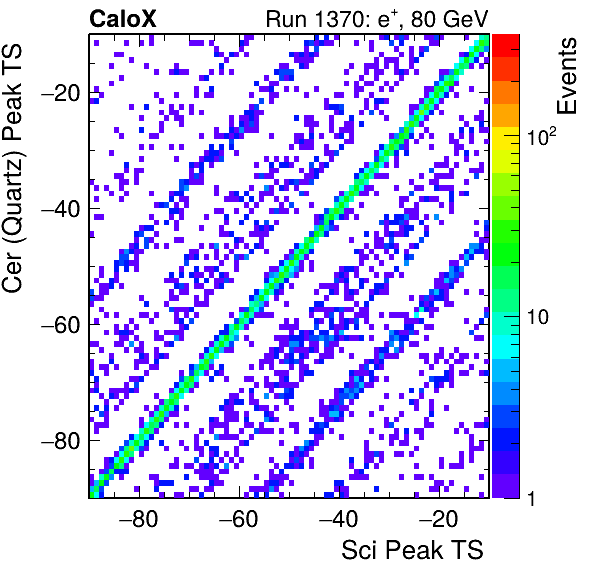 CaloX Run 1370: e⁺, 80 GeV
Cer (Quartz) Peak TS
−20
−40
−60
−80
−80 −60 −40 −20
Sci Peak TS
Events
10²
10
1